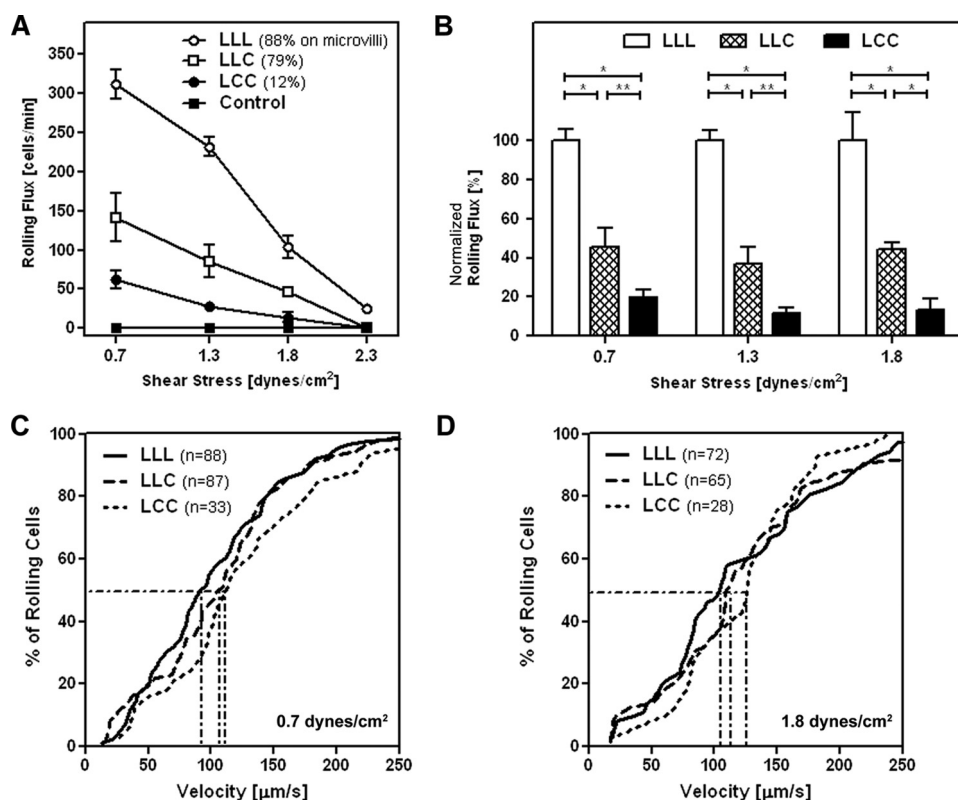 A
LLL (88% on microvilli)
LLC (79%)
LCC (12%)
Control
Rolling Flux [cells/min]
350
300
250
200
150
100
50
0
0.7 1.3 1.8 2.3
Shear Stress [dynes/cm²]
B
LLL LLC LCC
* * *
* ** * ** * *
Normalized
Rolling Flux [%]
100
80
60
40
20
0
0.7 1.3 1.8
Shear Stress [dynes/cm²]
C
LLL (n=88)
LLC (n=87)
LCC (n=33)
% of Rolling Cells
100
80
60
40
20
0
0.7 dynes/cm²
0 50 100 150 200 250
Velocity [µm/s]
D
LLL (n=72)
LLC (n=65)
LCC (n=28)
% of Rolling Cells
100
80
60
40
20
0
1.8 dynes/cm²
0 50 100 150 200 250
Velocity [µm/s]